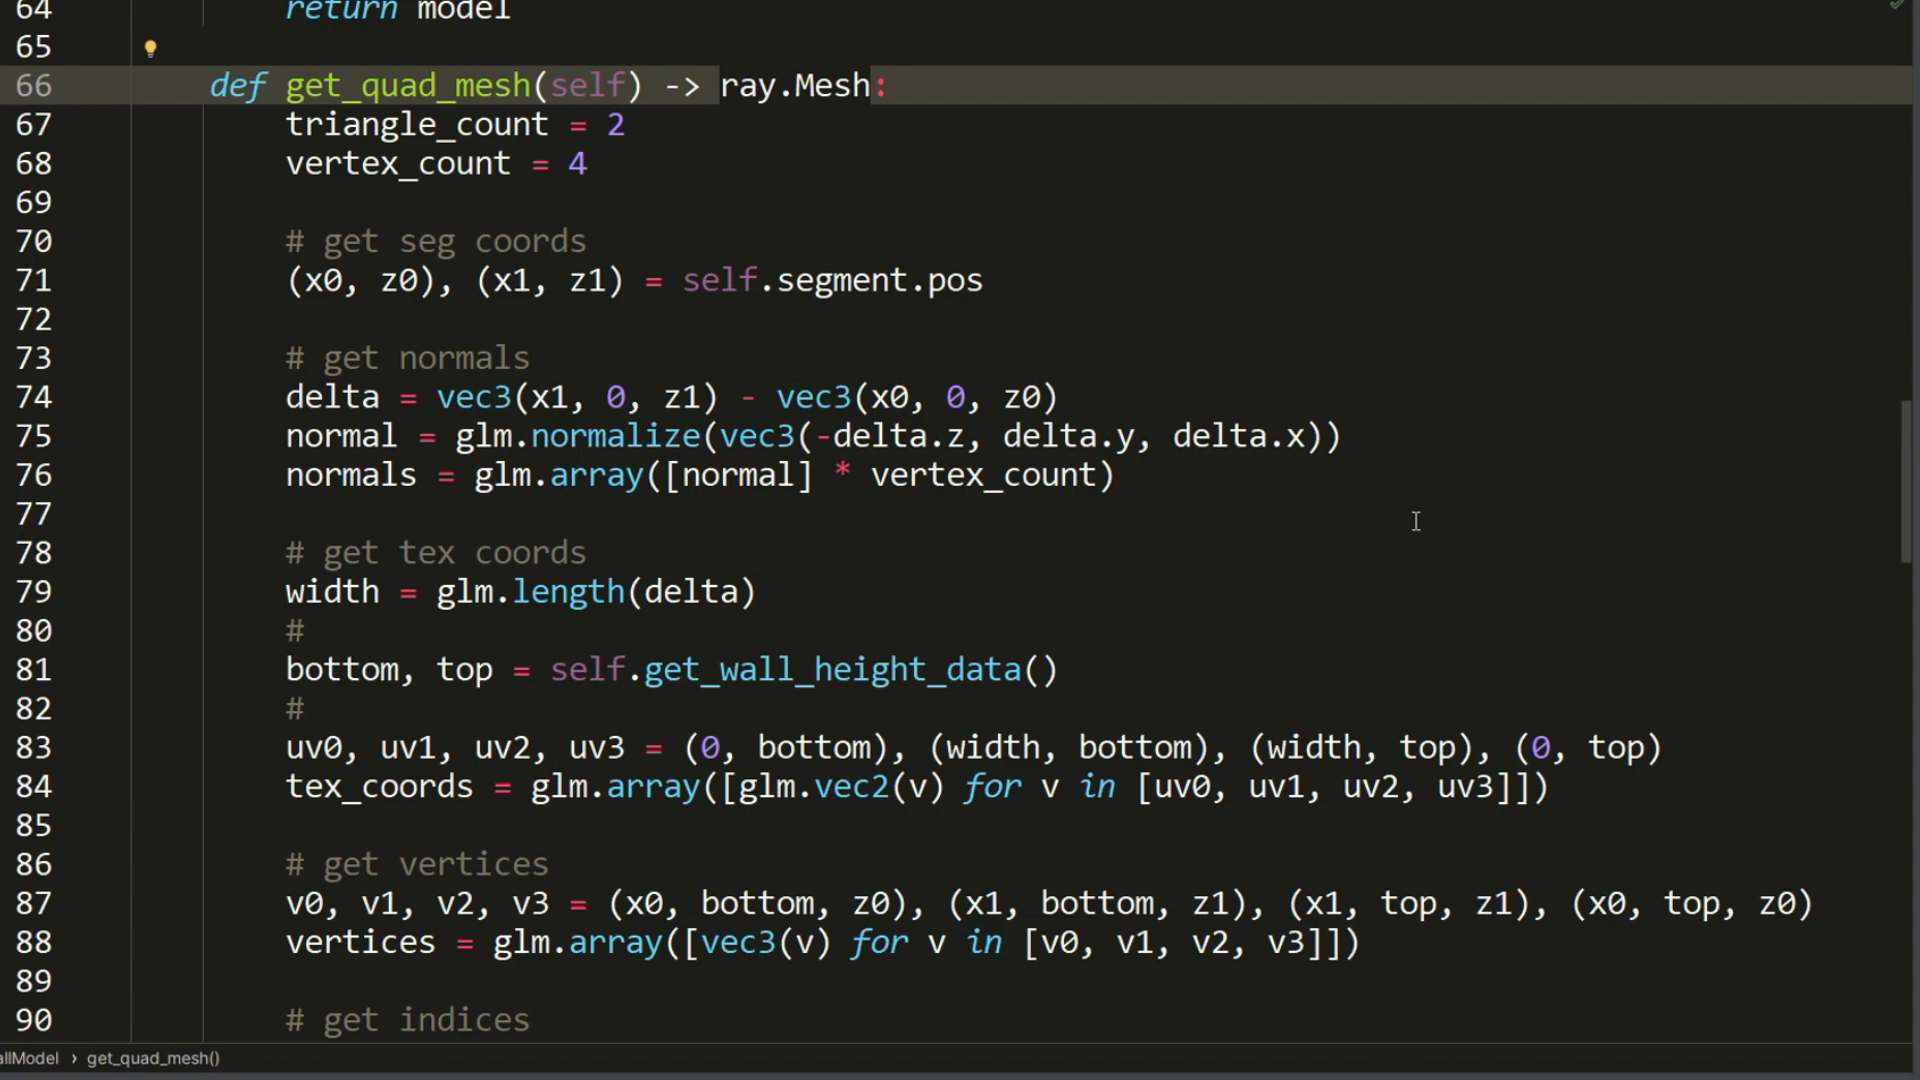 64 return model
65
66 def get_quad_mesh(self) -> ray.Mesh:
67 triangle_count = 2
68 vertex_count = 4
69
70 # get seg coords
71 (x0, z0), (x1, z1) = self.segment.pos
72
73 # get normals
74 delta = vec3(x1, 0, z1) - vec3(x0, 0, z0)
75 normal = glm.normalize(vec3(-delta.z, delta.y, delta.x))
76 normals = glm.array([normal] * vertex_count)
77
78 # get tex coords
79 width = glm.length(delta)
80 #
81 bottom, top = self.get_wall_height_data()
82 #
83 uv0, uv1, uv2, uv3 = (0, bottom), (width, bottom), (width, top), (0, top)
84 tex_coords = glm.array([glm.vec2(v) for v in [uv0, uv1, uv2, uv3]])
85
86 # get vertices
87 v0, v1, v2, v3 = (x0, bottom, z0), (x1, bottom, z1), (x1, top, z1), (x0, top, z0)
88 vertices = glm.array([vec3(v) for v in [v0, v1, v2, v3]])
89
90 # get indices
allModel › get_quad_mesh()